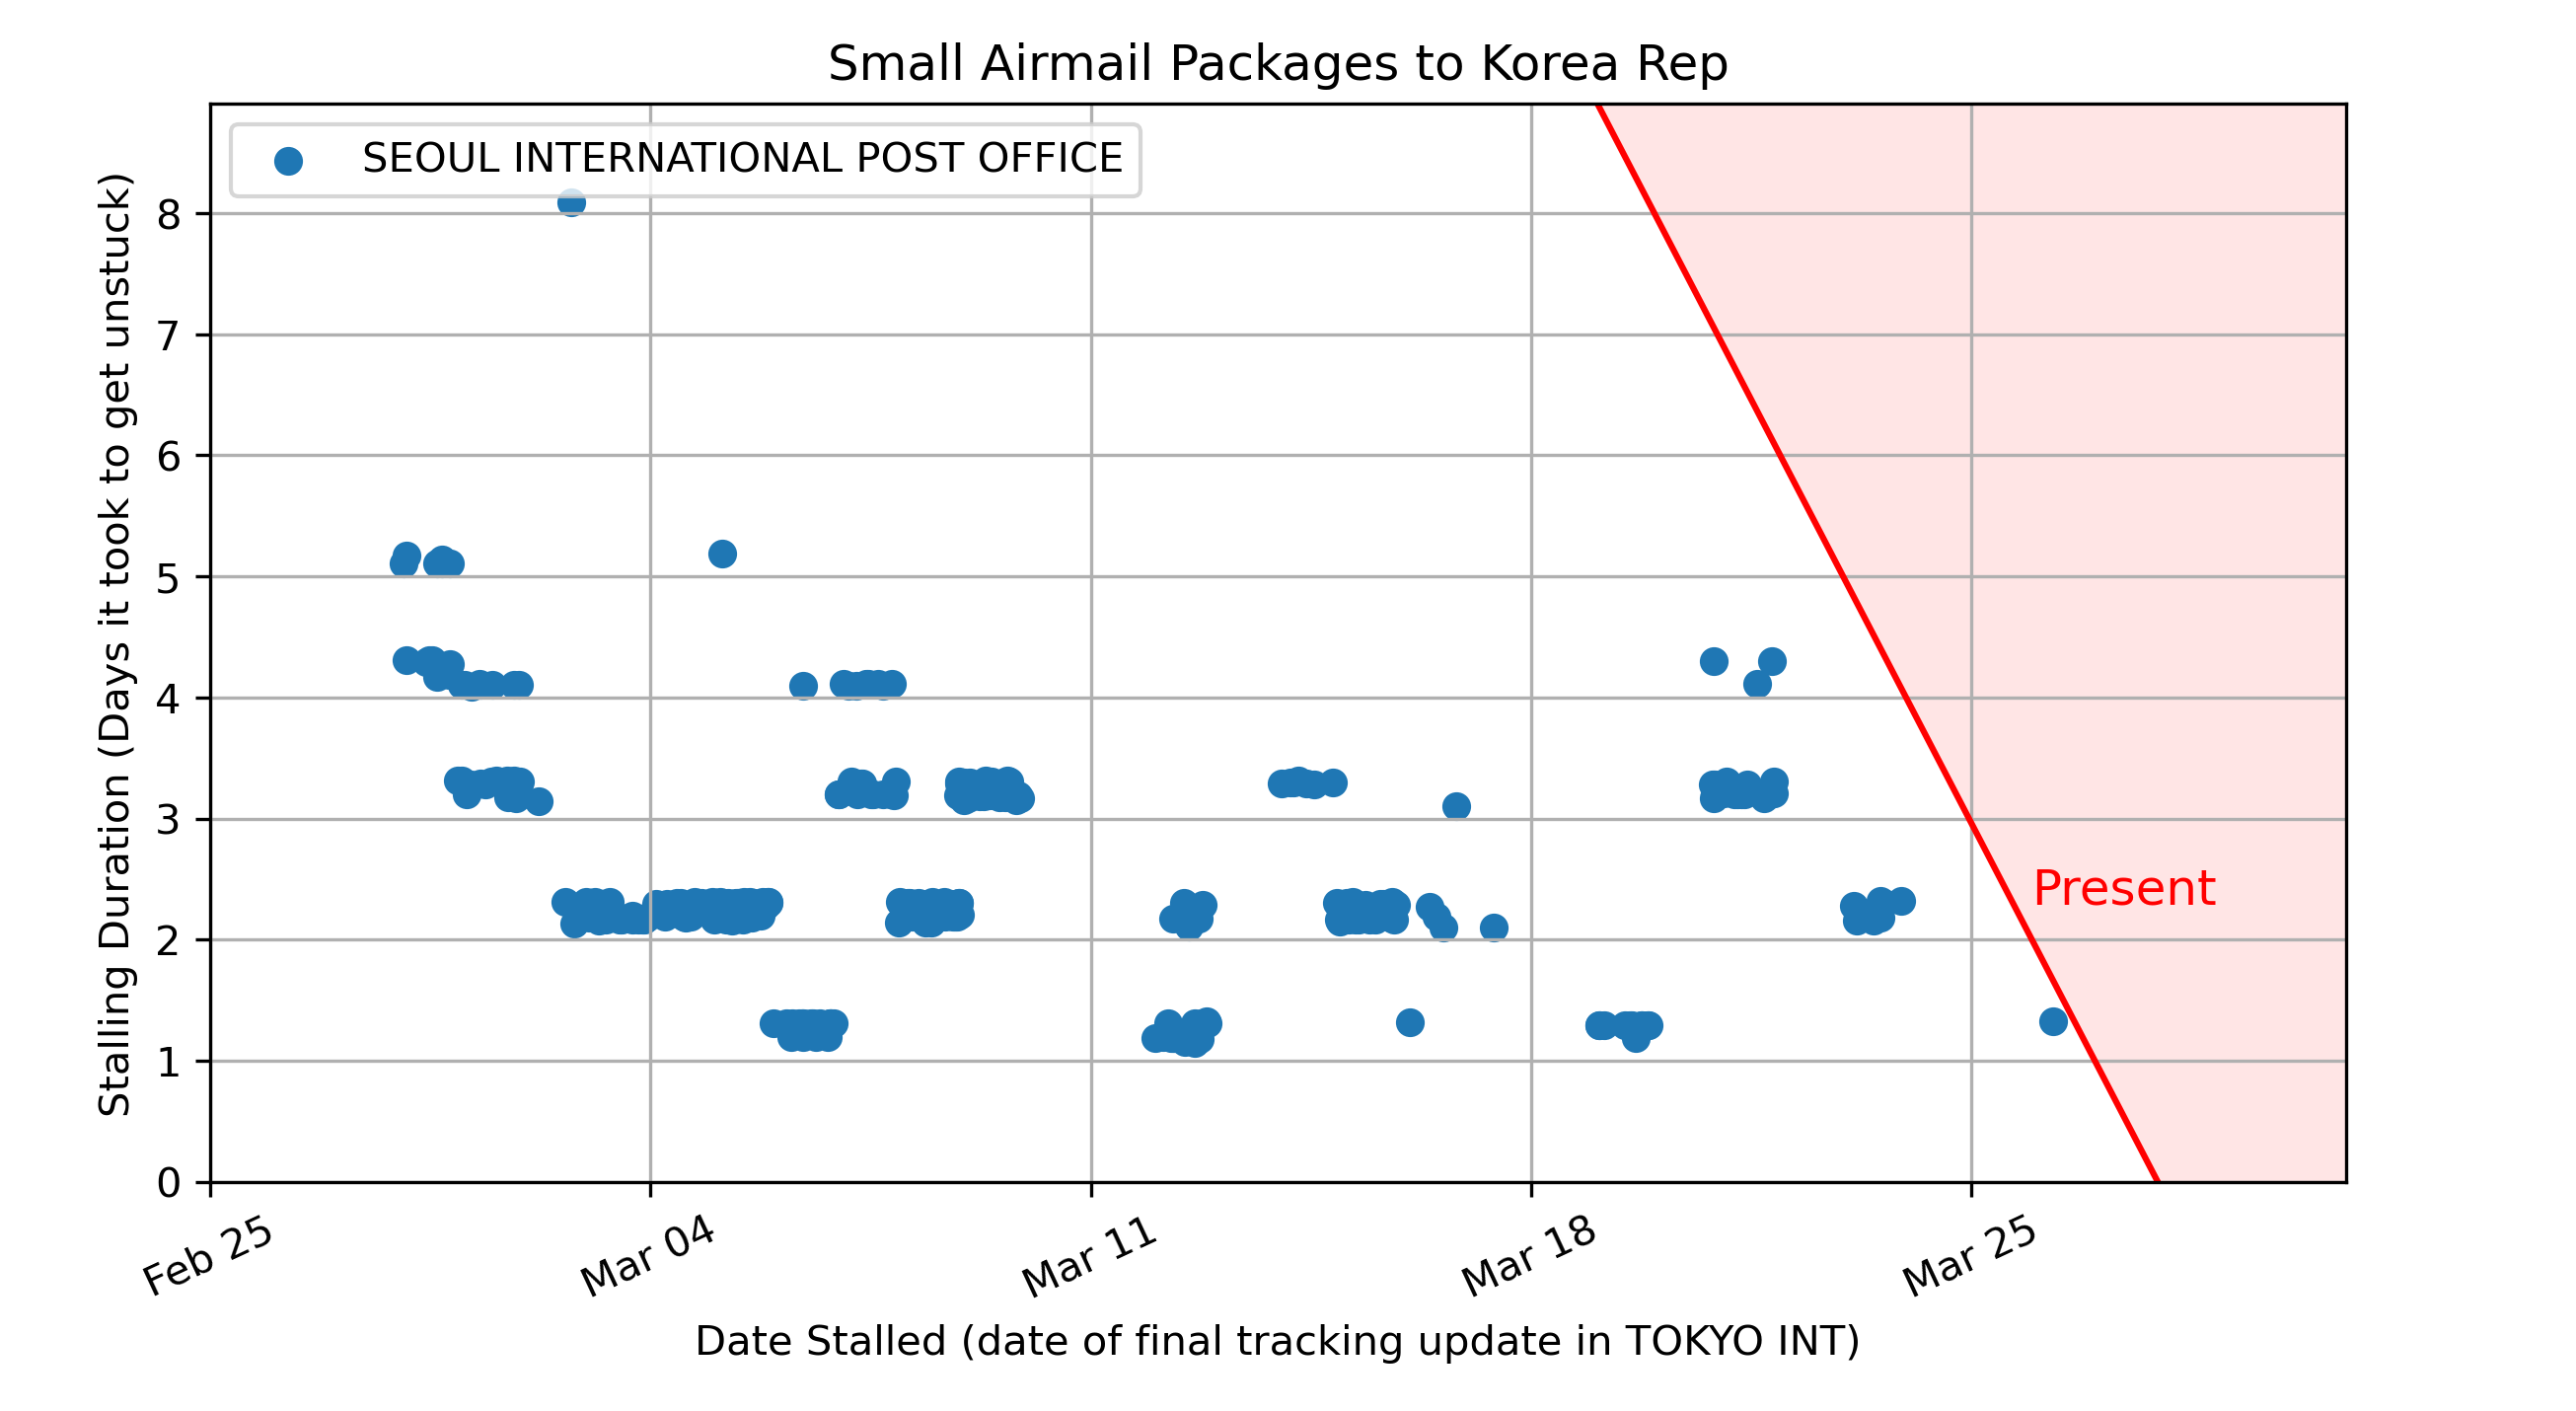 Small Airmail Packages to Korea Rep
SEOUL INTERNATIONAL POST OFFICE
Stalling Duration (Days it took to get unstuck)
8
7
6
5
4
3
2
1
0
Present
Feb 25
Mar 04
Mar 11
Mar 18
Mar 25
Date Stalled (date of final tracking update in TOKYO INT)